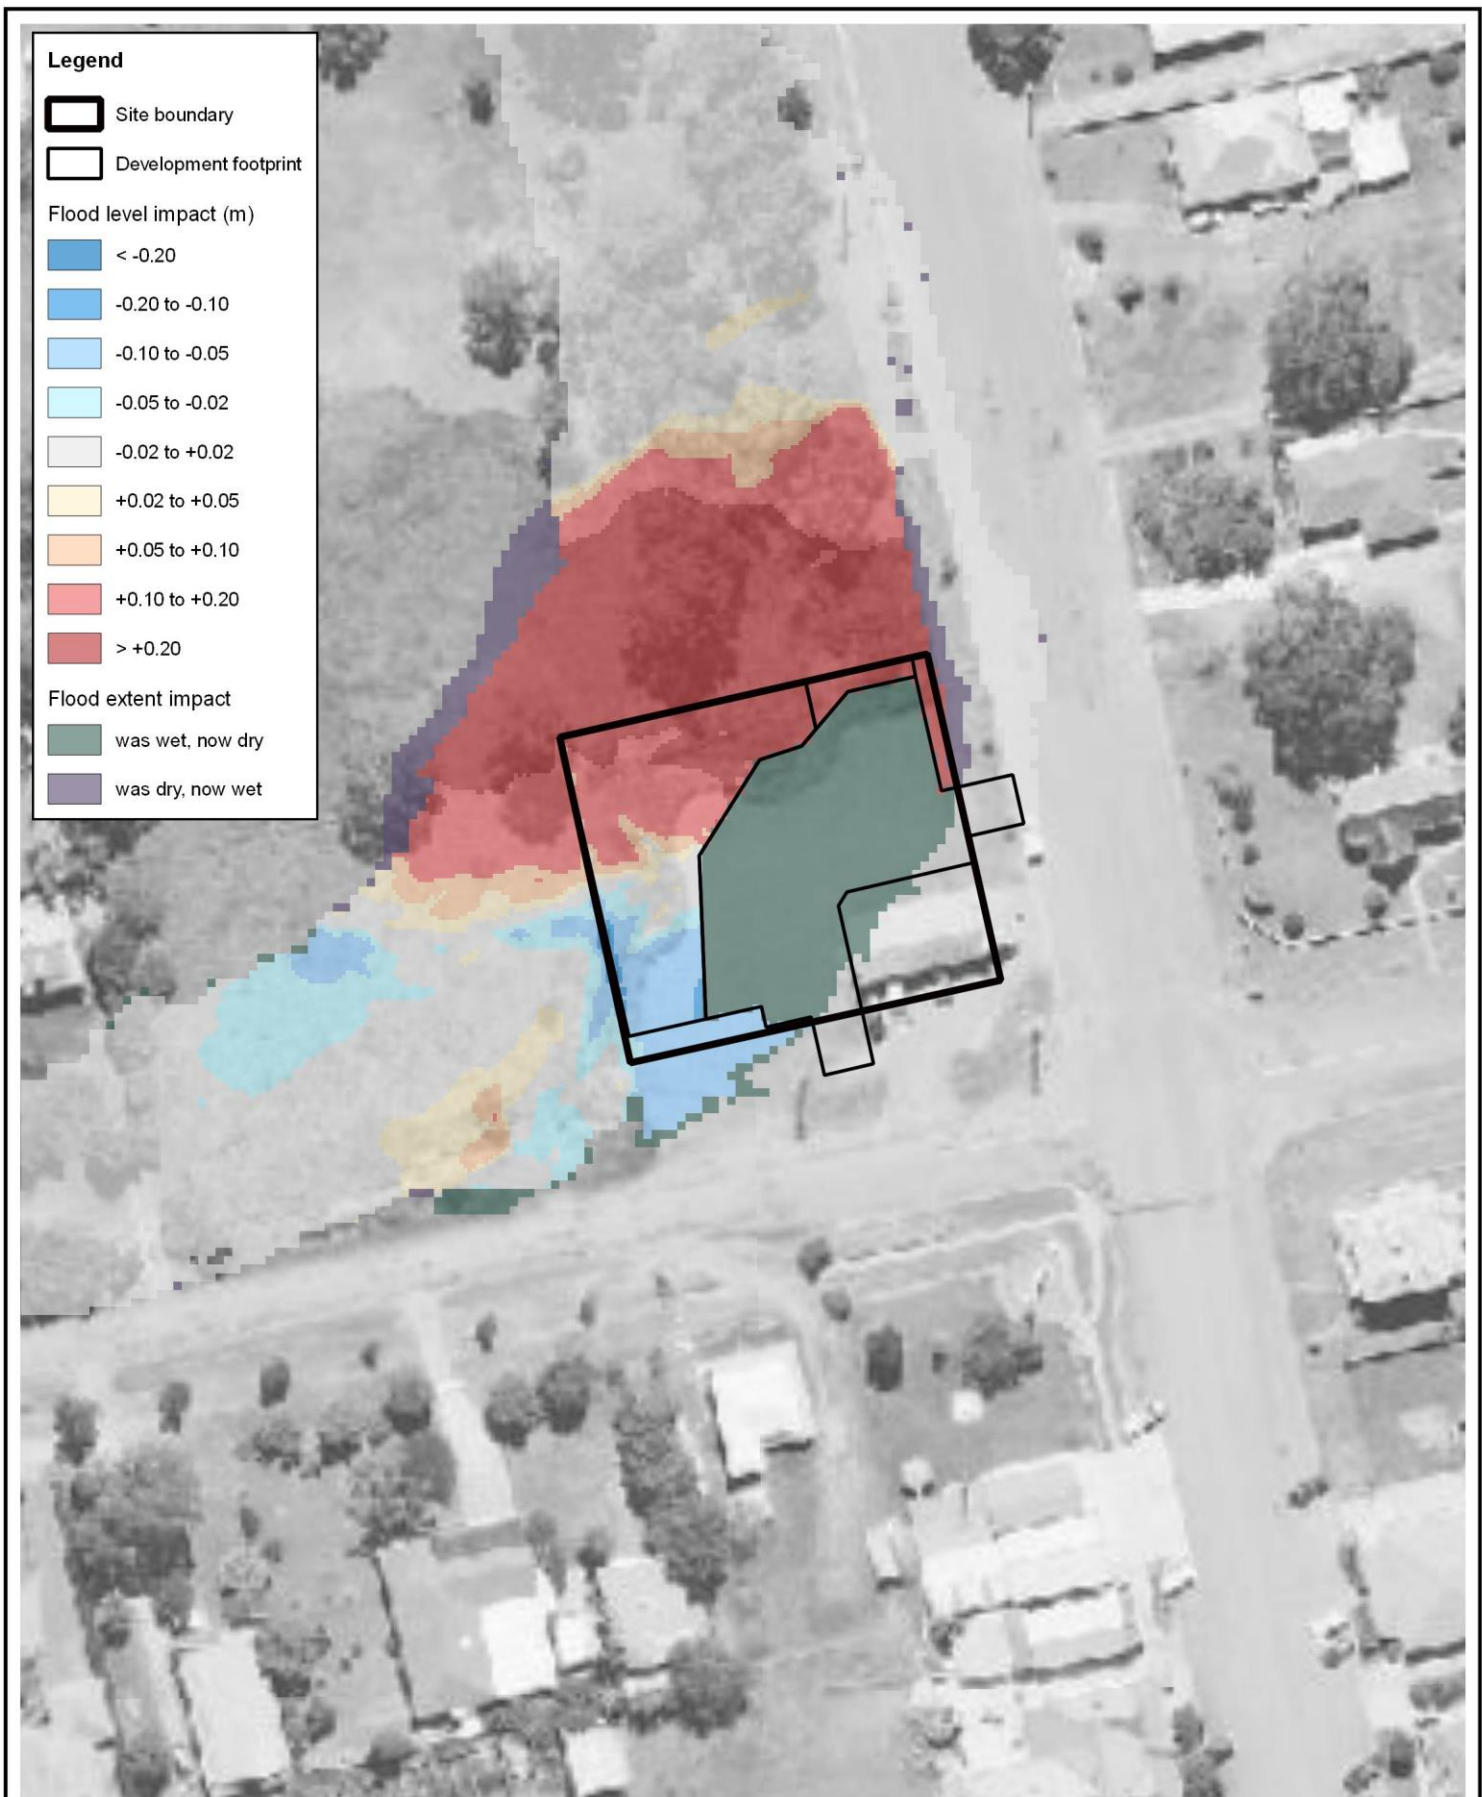 Legend
Site boundary
Development footprint
Flood level impact (m)
< -0.20
-0.20 to -0.10
-0.10 to -0.05
-0.05 to -0.02
-0.02 to +0.02
+0.02 to +0.05
+0.05 to +0.10
+0.10 to +0.20
> +0.20
Flood extent impact
was wet, now dry
was dry, now wet